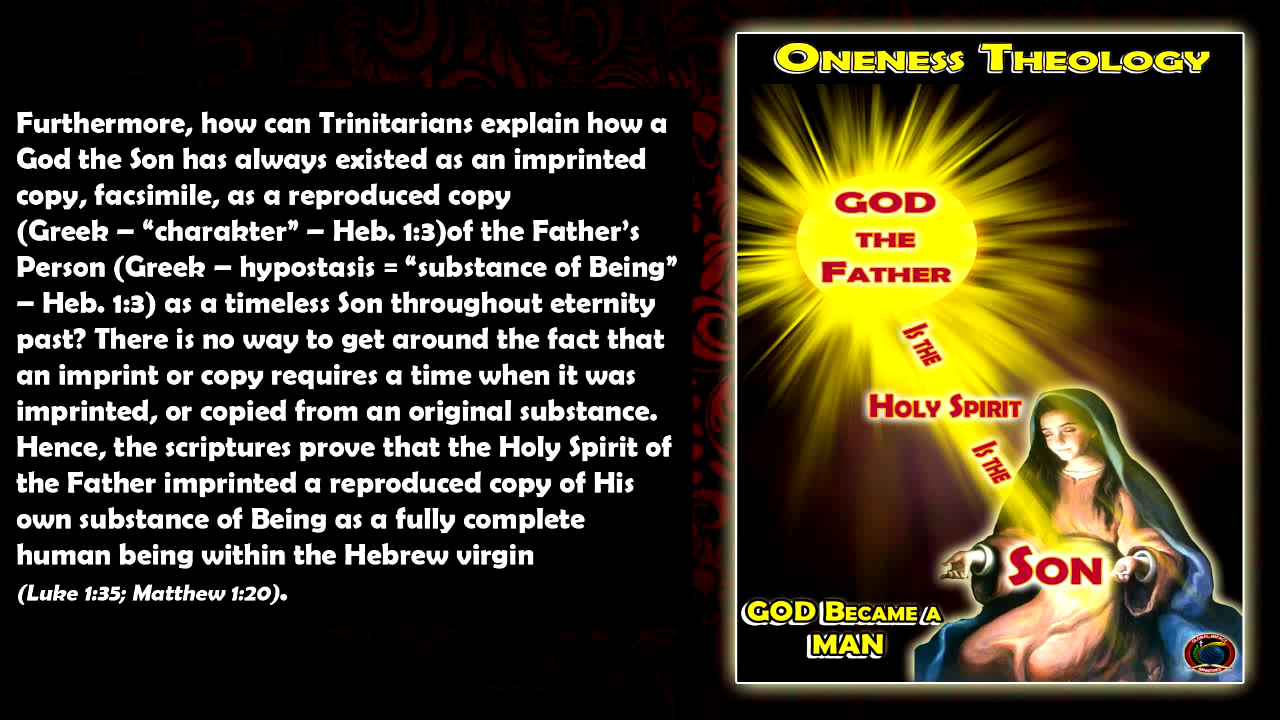 Furthermore, how can Trinitarians explain how a
God the Son has always existed as an imprinted
copy, facsimile, as a reproduced copy
(Greek – “charakter” – Heb. 1:3)of the Father’s
Person (Greek – hypostasis = “substance of Being”
– Heb. 1:3) as a timeless Son throughout eternity
past? There is no way to get around the fact that
an imprint or copy requires a time when it was
imprinted, or copied from an original substance.
Hence, the scriptures prove that the Holy Spirit of
the Father imprinted a reproduced copy of His
own substance of Being as a fully complete
human being within the Hebrew virgin
(Luke 1:35; Matthew 1:20).
ONENESS THEOLOGY
GOD
THE
FATHER
IS THE
HOLY SPIRIT
IS THE
SON
GOD BECAME A
MAN